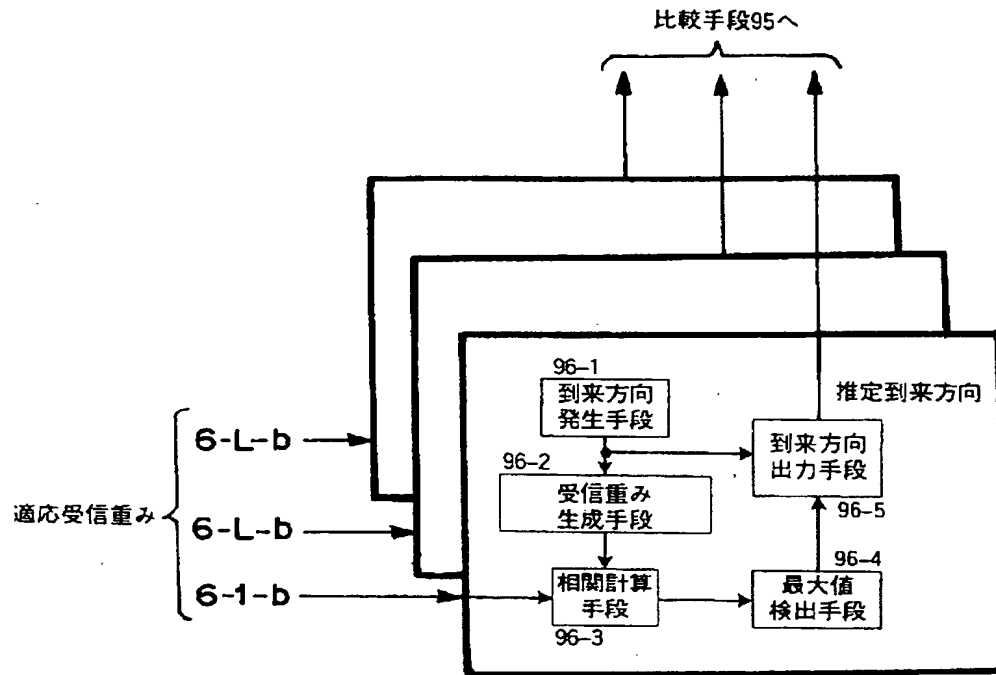 比較手段95へ
96-1
到来方向
発生手段
推定到来方向
96-2
受信重み
生成手段
到来方向
出力手段
96-5
適応受信重み
6-L-b
6-L-b
6-1-b
相関計算
手段
96-3
96-4
最大値
検出手段